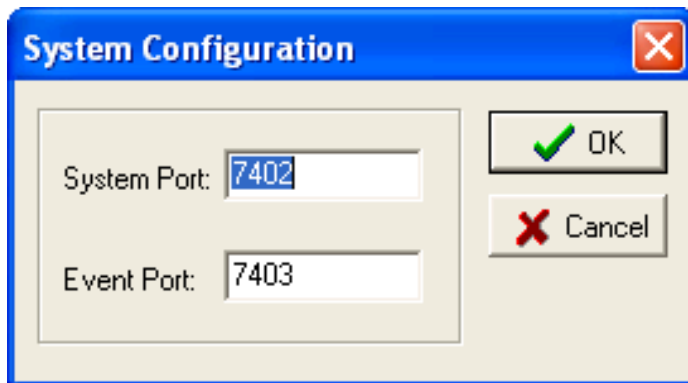 System Configuration
System Port: 7402
OK
Cancel
Event Port: 7403